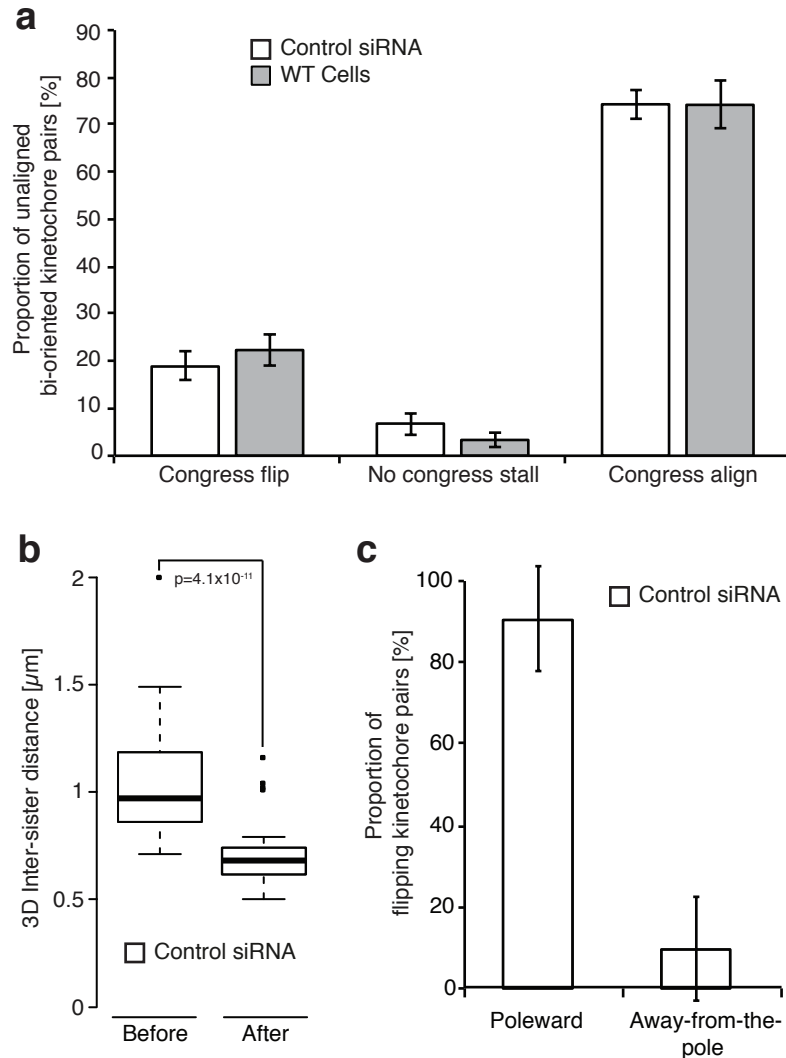 a
Proportion of unaligned
bi-oriented kinetochore pairs [%]
90
80
70
60
50
40
30
20
10
0
Control siRNA
WT Cells
Congress flip
No congress stall
Congress align
b
3D Inter-sister distance [µm]
2
1.5
1
0.5
0
p=4.1x10⁻¹¹
Control siRNA
Before
After
c
Proportion of
flipping kinetochore pairs [%]
100
80
60
40
20
0
Control siRNA
Poleward
Away-from-the-
pole